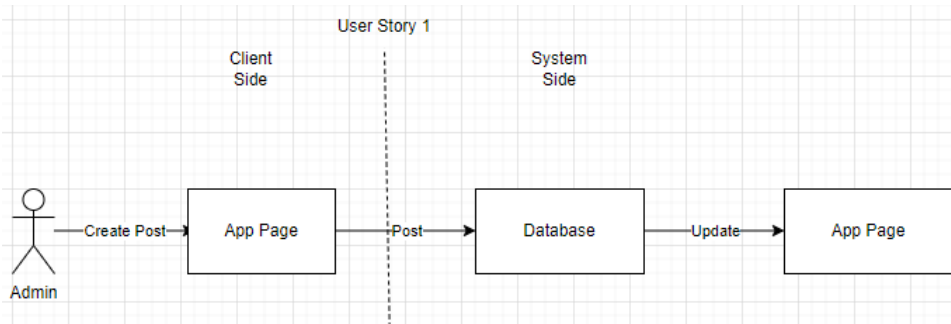 User Story 1
Client
Side
System
Side
Create Post
App Page
Post
Database
Update
App Page
Admin